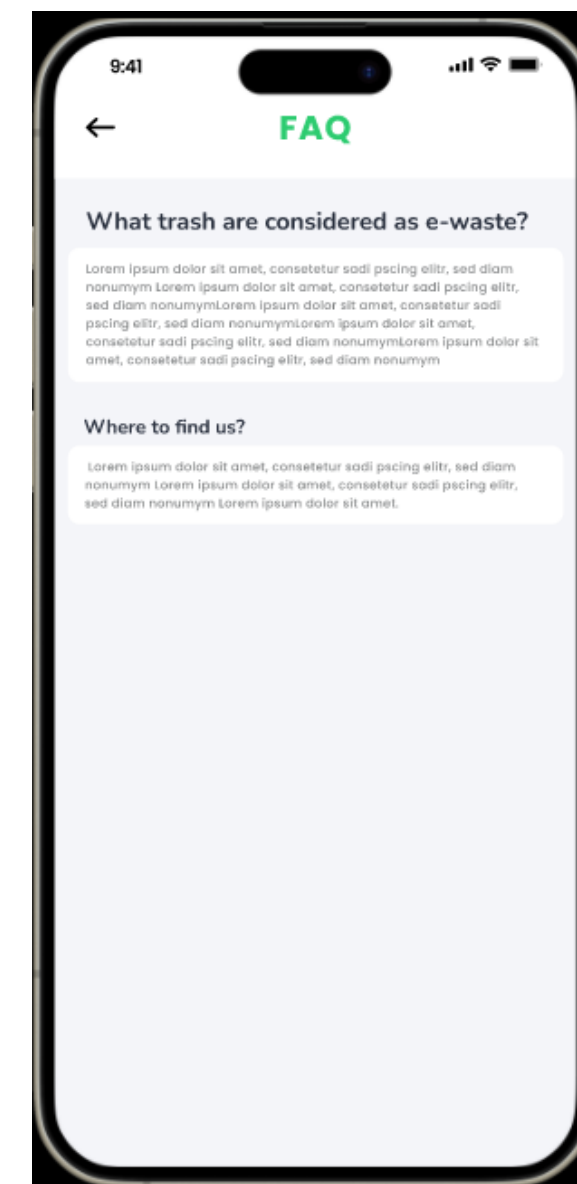 9:41
FAQ
What trash are considered as e-waste?
Lorem ipsum dolor sit amet, consetetur sadi pscing elitr, sed diam
nonumym Lorem ipsum dolor sit amet, consetetur sadi pscing elitr,
sed diam nonumymLorem ipsum dolor sit amet, consetetur sadi
pscing elitr, sed diam nonumymLorem ipsum dolor sit amet,
consetetur sadi pscing elitr, sed diam nonumymLorem ipsum dolor sit
amet, consetetur sadi pscing elitr, sed diam nonumym
Where to find us?
Lorem ipsum dolor sit amet, consetetur sadi pscing elitr, sed diam
nonumym Lorem ipsum dolor sit amet, consetetur sadi pscing elitr,
sed diam nonumym Lorem ipsum dolor sit amet.